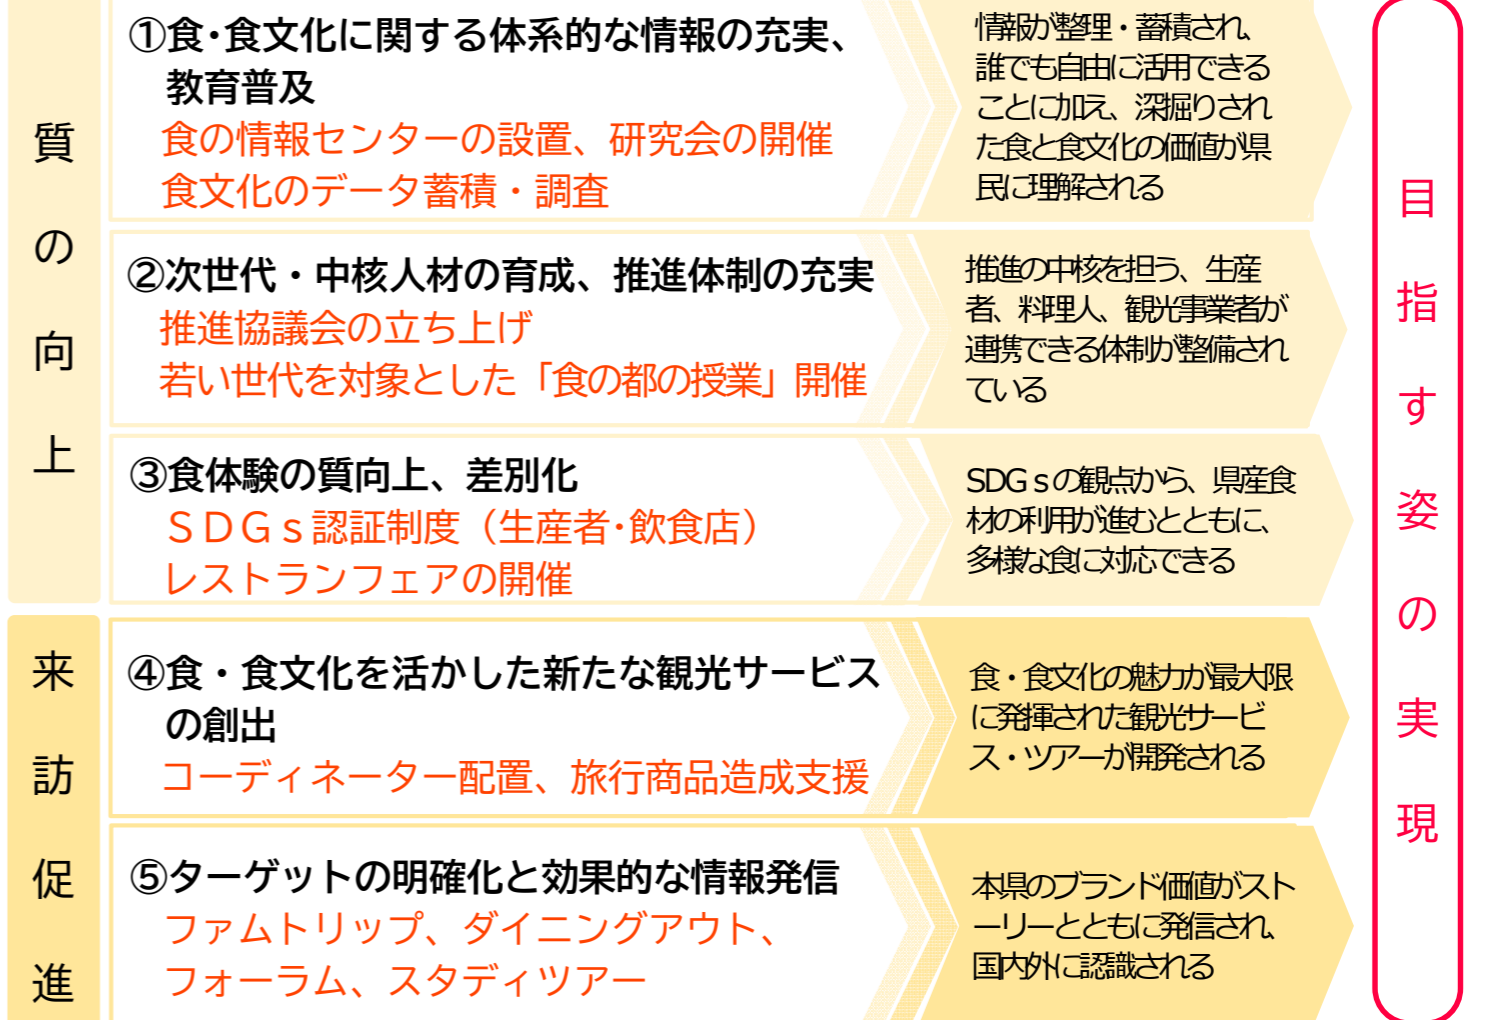 質の向上
①食・食文化に関する体系的な情報の充実、
教育普及
食の情報センターの設置、研究会の開催
食文化のデータ蓄積・調査
情報が整理・蓄積され、
誰でも自由に活用できる
ことに加え、深掘りされ
た食と食文化の価値が県
民に理解される
②次世代・中核人材の育成、推進体制の充実
推進協議会の立ち上げ
若い世代を対象とした「食の都の授業」開催
推進の中核を担う、生産
者、料理人、観光事業者が
連携できる体制が整備され
ている
③食体験の質向上、差別化
ＳＤＧｓ認証制度（生産者・飲食店）
レストランフェアの開催
SDGｓの観点から、県産食
材の利用が進むとともに、
多様な食に対応できる
来訪促進
④食・食文化を活かした新たな観光サービス
の創出
コーディネーター配置、旅行商品造成支援
食・食文化の魅力が最大限
に発揮された観光サービ
ス・ツアーが開発される
⑤ターゲットの明確化と効果的な情報発信
ファムトリップ、ダイニングアウト、
フォーラム、スタディツアー
本県のブランド価値がスト
ーリーとともに発信され、
国内外に認識される
目指す姿の実現